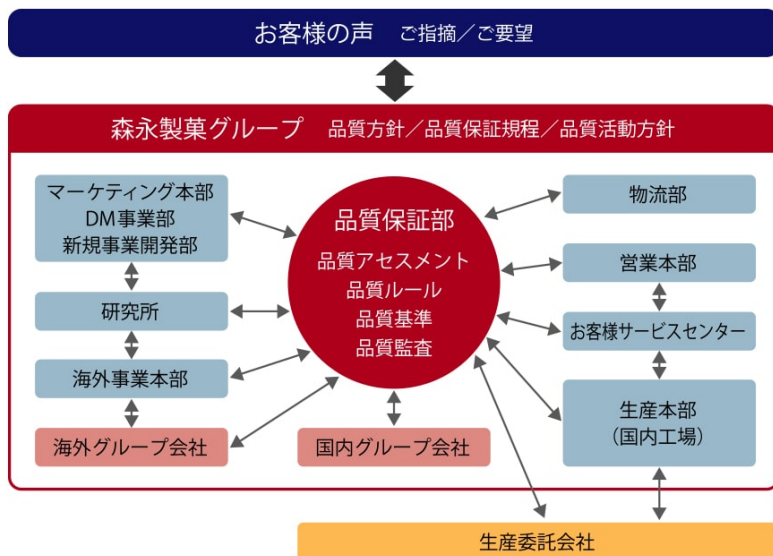 お客様の声 ご指摘／ご要望
森永製菓グループ 品質方針／品質保証規程／品質活動方針
マーケティング本部
DM事業部
新規事業開発部
研究所
海外事業本部
海外グループ会社
品質保証部
品質アセスメント
品質ルール
品質基準
品質監査
国内グループ会社
物流部
営業本部
お客様サービスセンター
生産本部
（国内工場）
生産委託会社